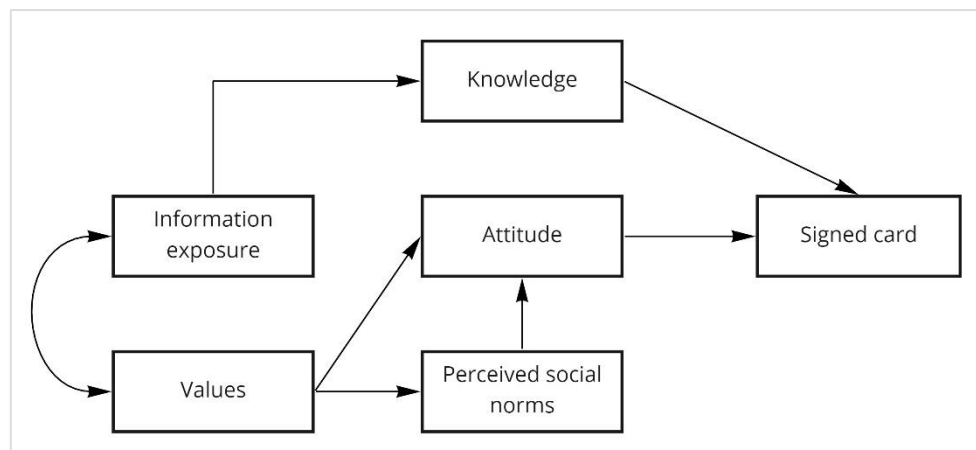 Knowledge
Information
exposure
Attitude
Signed card
Values
Perceived social
norms